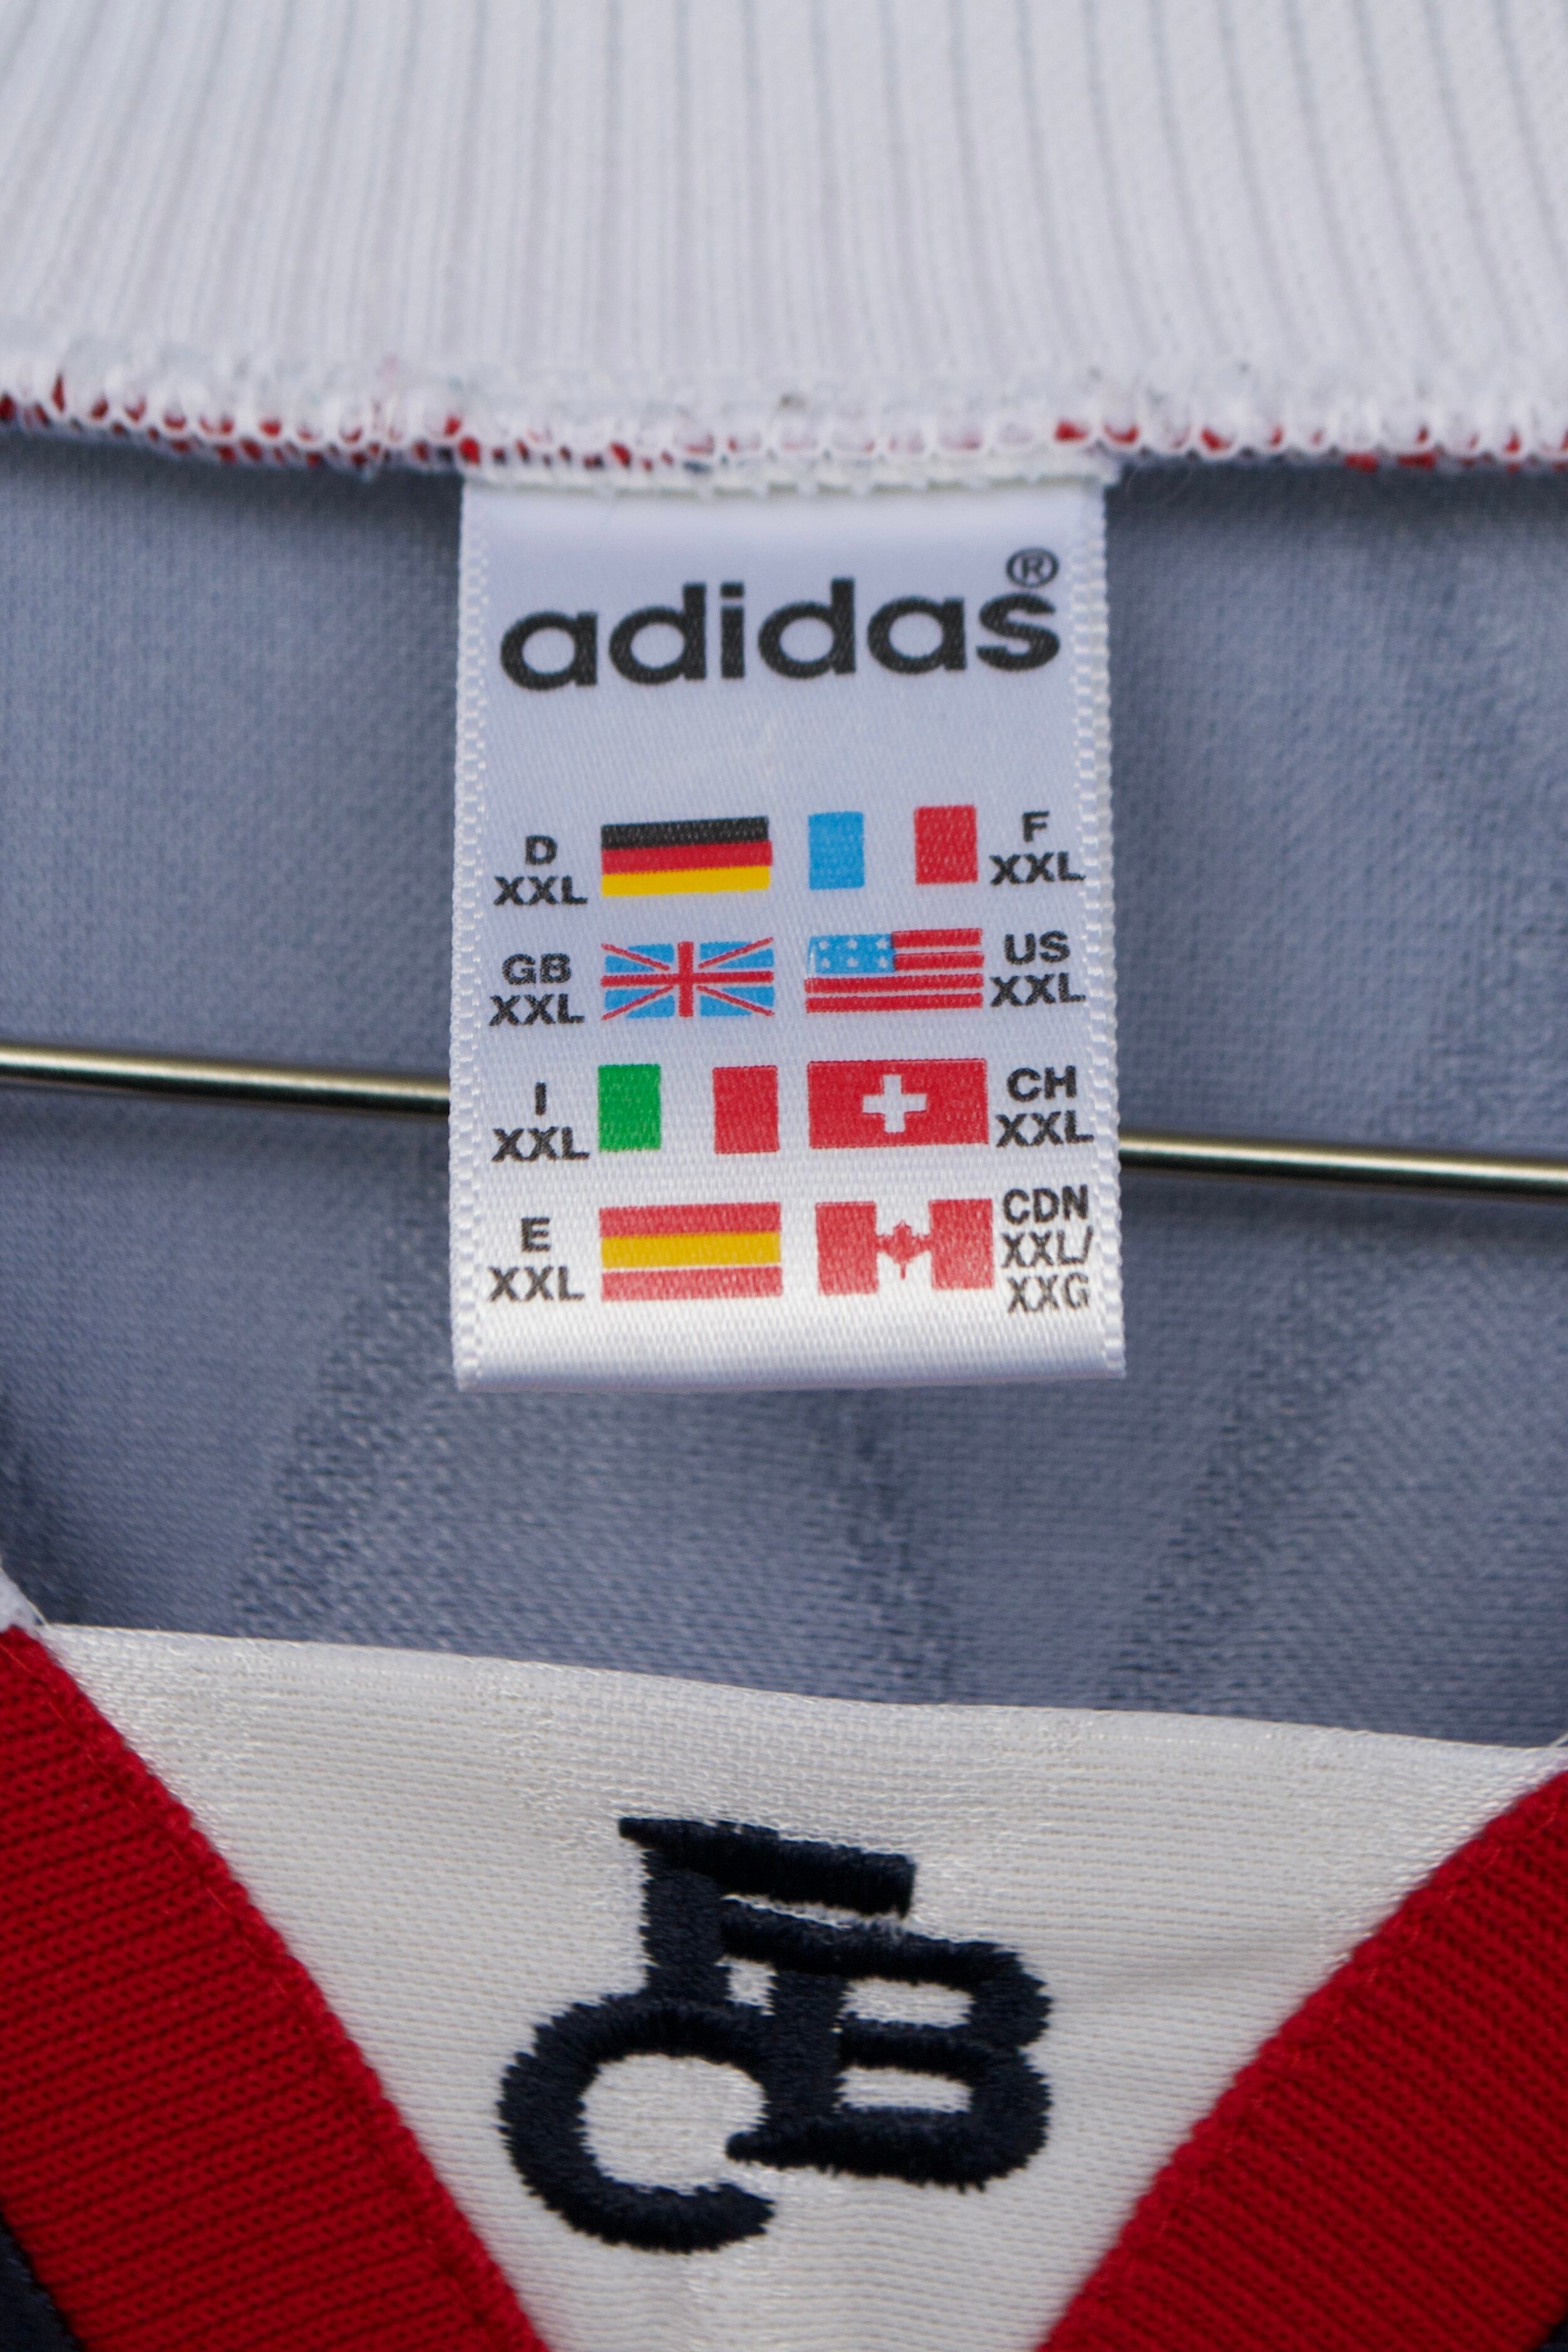 adidas®
D
XXL
F
XXL
GB
XXL
US
XXL
I
XXL
CH
XXL
E
XXL
CDN
XXL/
XXG
FCB